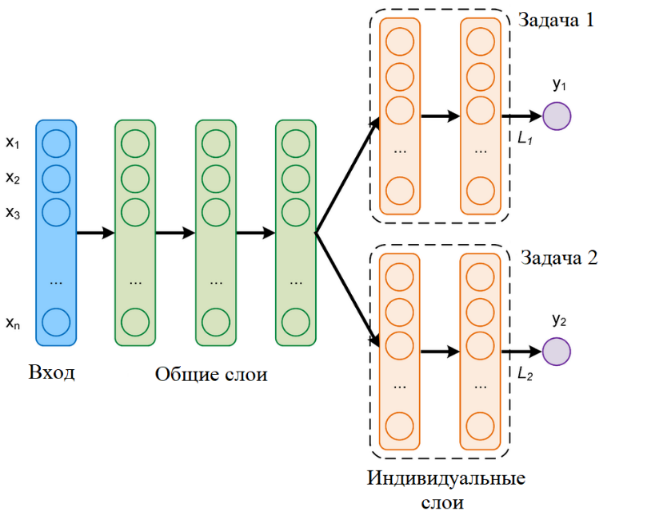 Задача 1
y1
L1
x1
x2
x3
...
xn
...
...
...
...
...
Вход
Общие слои
Задача 2
y2
L2
...
...
Индивидуальные
слои